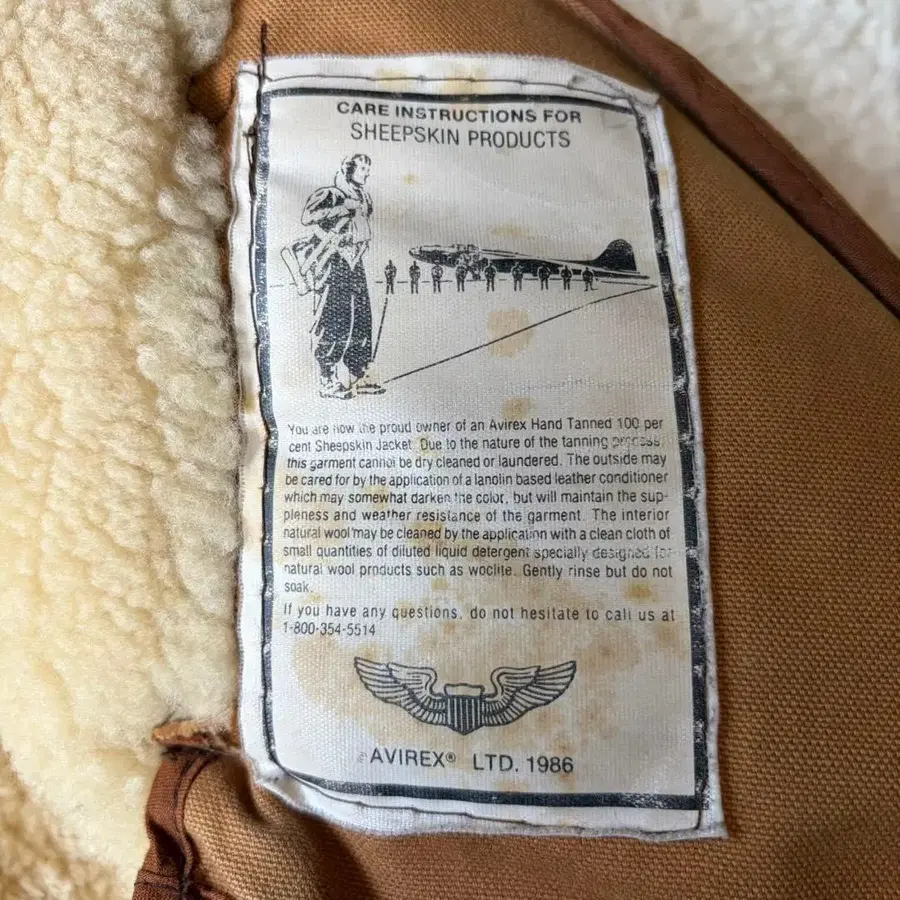 CARE INSTRUCTIONS FOR
SHEEPSKIN PRODUCTS
You are now the proud owner of an Avirex Hand Tanned 100 per
cent Sheepskin Jacket. Due to the nature of the tanning process,
this garment cannot be dry cleaned or laundered. The outside may
be cared for by the application of a lanolin based leather conditioner
which may somewhat darken the color, but will maintain the sup-
pleness and weather resistance of the garment. The interior
natural wool may be cleaned by the application with a clean cloth of
small quantities of diluted liquid detergent specially designed for
natural wool products such as woolite. Gently rinse but do not
soak.
If you have any questions, do not hesitate to call us at
1-800-354-5514
AVIREX® LTD. 1986